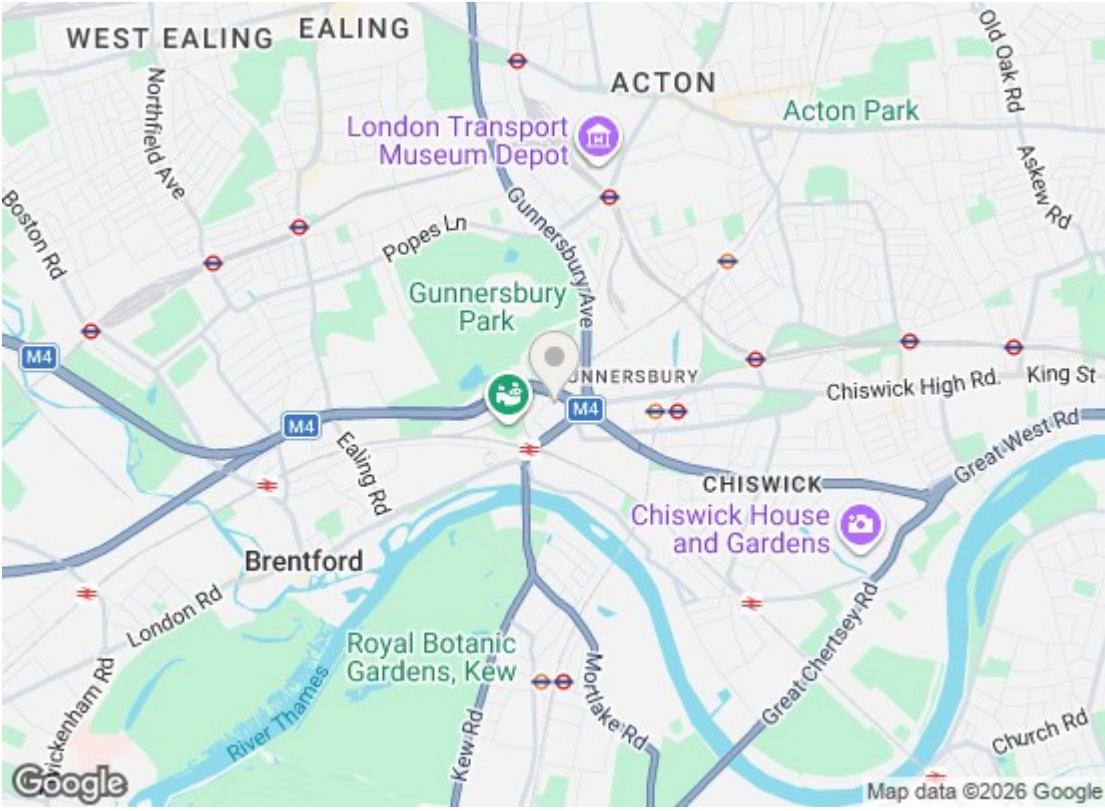 WEST EALING
EALING
Old Oak Rd
ACTON
Northfield Ave
Acton Park
London Transport
Museum Depot
Askew Rd
Boston Rd
Popes Ln
Gunnersbury Ave
Gunnersbury
Park
M4
UNNERSBURY
Chiswick High Rd.
King St
M4
M4
Ealing Rd
Great West Rd
CHISWICK
Chiswick House
and Gardens
Brentford
London Rd
Great Chertsey Rd
Royal Botanic
Gardens, Kew
River Thames
Mortlake Rd
Kew Rd
wickenham Rd
Church Rd
Google
Map data ©2026 Google